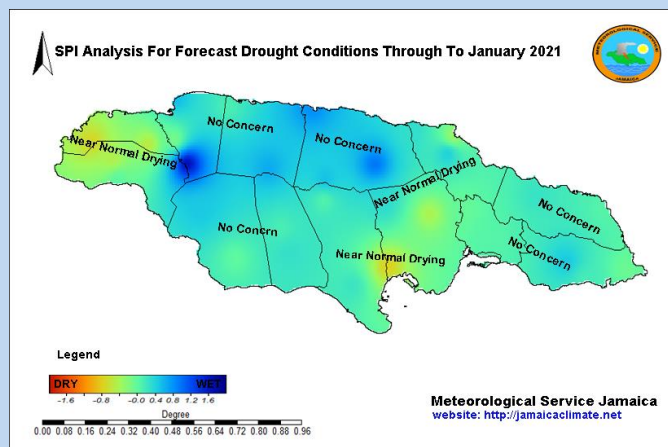 SPI Analysis For Forecast Drought Conditions Through To January 2021
METEOROLOGICAL SERVICE
JAMAICA
No Concern
No Concern
Near Normal Drying
Near Normal Drying
No Concern
No Concern
No Concern
Near Normal Drying
Legend
DRY WET
-1.6 -0.8 -0.0 0.4 0.8 1.2 1.6
Degree
0.00 0.08 0.16 0.24 0.32 0.40 0.48 0.56 0.64 0.72 0.80 0.88 0.96
Meteorological Service Jamaica
website: http://jamaicaclimate.net